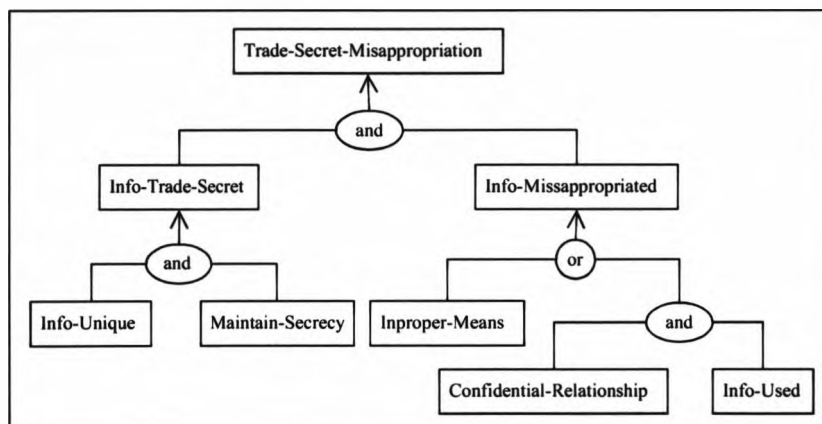 Trade-Secret-Misappropriation
and
Info-Trade-Secret
Info-Missappropriated
and
or
Info-Unique
Maintain-Secrecy
Inproper-Means
and
Confidential-Relationship
Info-Used